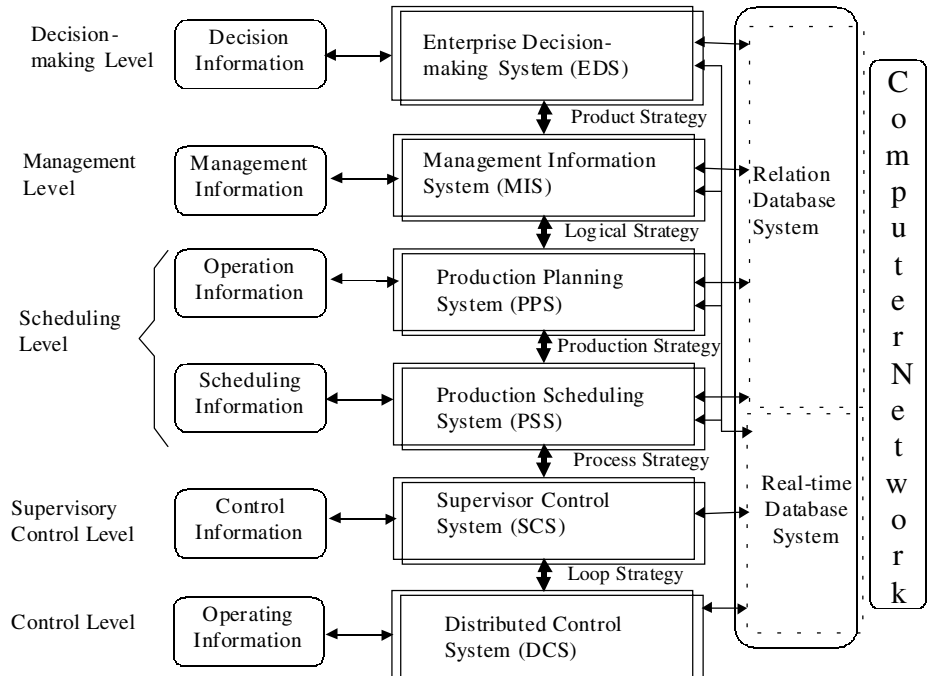 Decision-
making Level
Decision
Information
Enterprise Decision-
making System (EDS)
Product Strategy
Management
Level
Management
Information
Management Information
System (MIS)
Logical Strategy
Scheduling
Level
Operation
Information
Production Planning
System (PPS)
Production Strategy
Scheduling
Information
Production Scheduling
System (PSS)
Process Strategy
Supervisory
Control Level
Control
Information
Supervisor Control
System (SCS)
Loop Strategy
Control Level
Operating
Information
Distributed Control
System (DCS)
Relation
Database
System
Real-time
Database
System
Computer Network